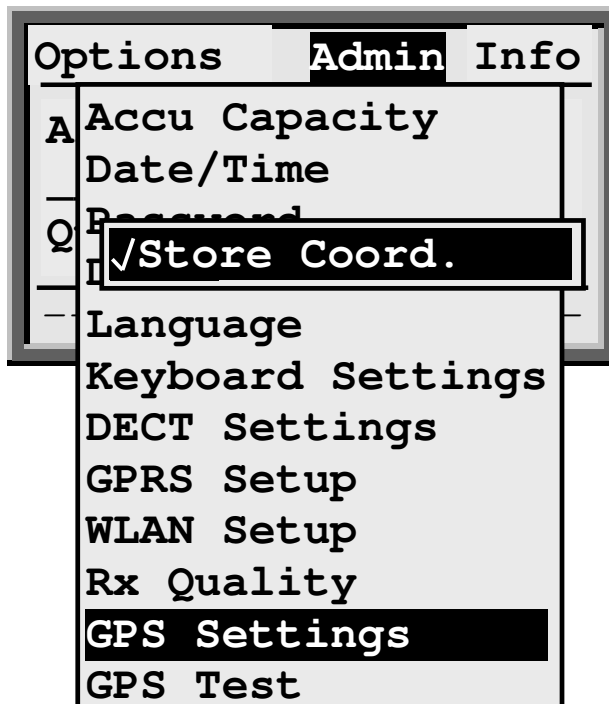 Options Admin Info
A
Accu Capacity
Date/Time
Password
Q
√Store Coord.
D
Language
Keyboard Settings
DECT Settings
GPRS Setup
WLAN Setup
Rx Quality
GPS Settings
GPS Test